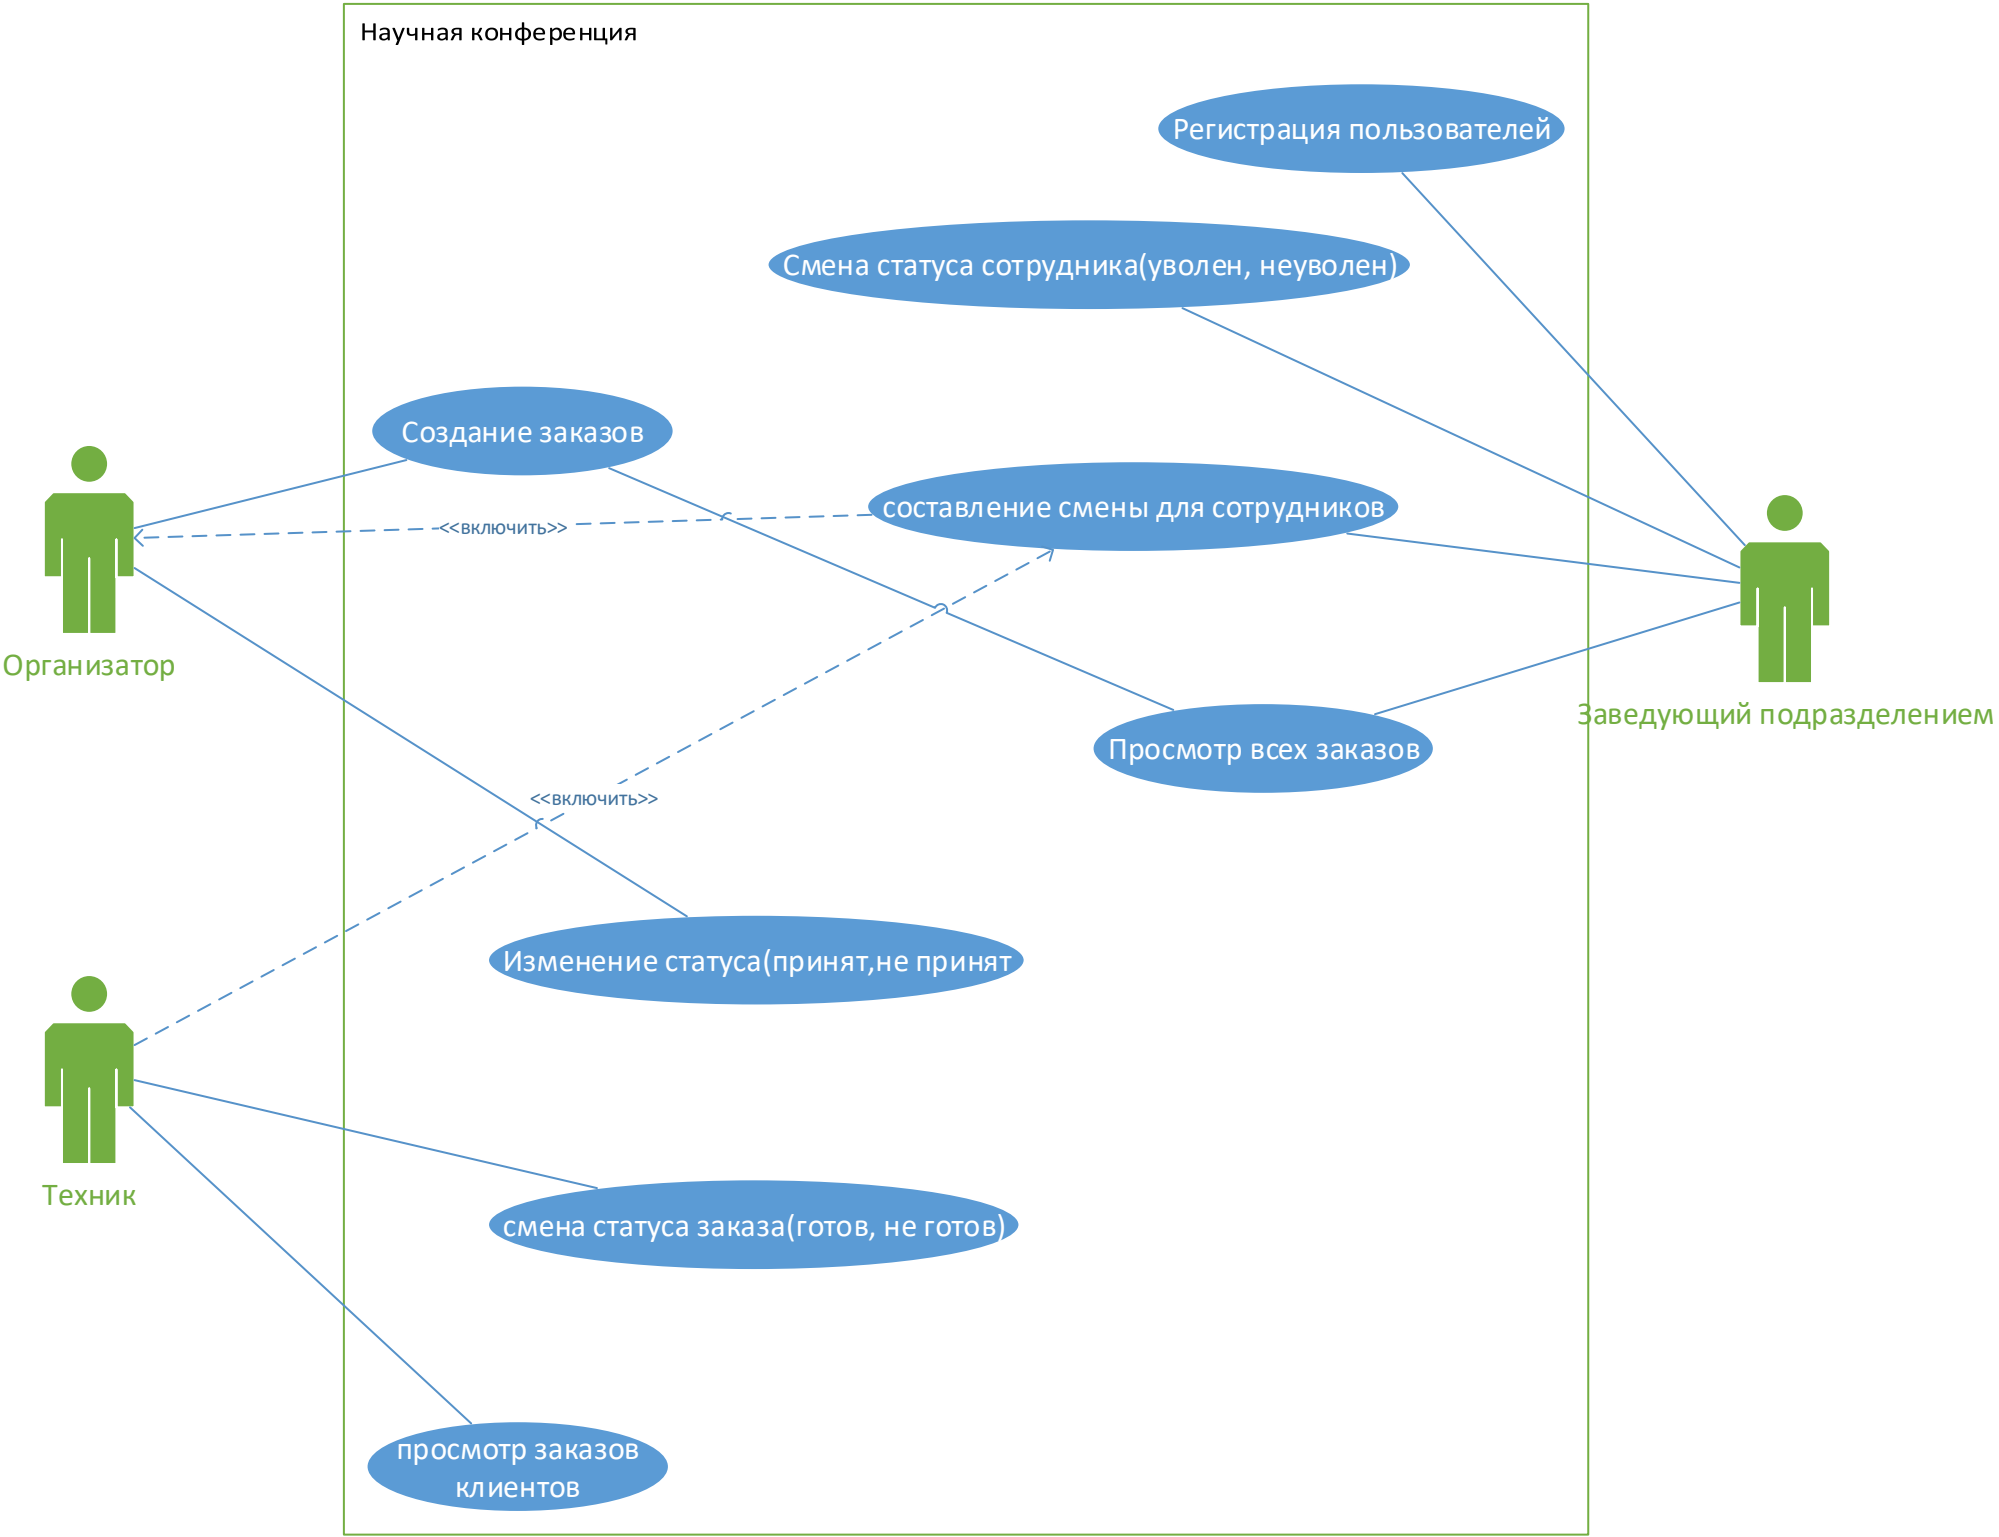 Научная конференция
Регистрация пользователей
Смена статуса сотрудника(уволен, неуволен)
Создание заказов
составление смены для сотрудников
<<включить>>
Организатор
Заведующий подразделением
Просмотр всех заказов
<<включить>>
Изменение статуса(принят,не принят
Техник
смена статуса заказа(готов, не готов)
просмотр заказов
клиентов